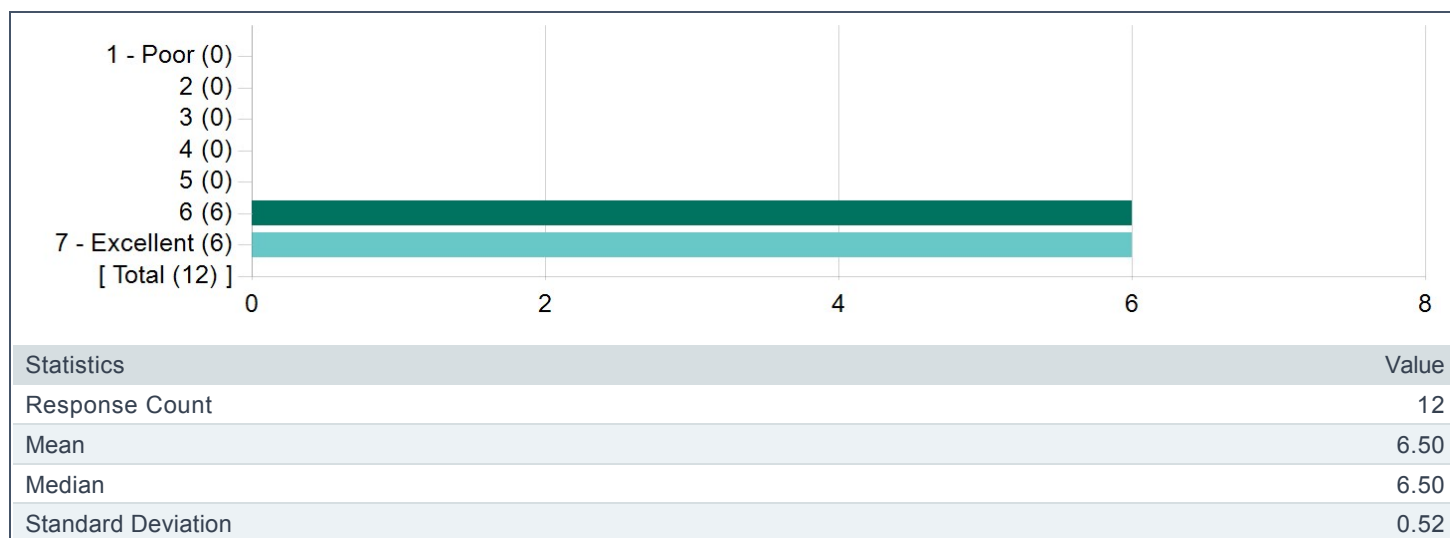 1 - Poor (0)
2 (0)
3 (0)
4 (0)
5 (0)
6 (6)
7 - Excellent (6)
[ Total (12) ]
0 2 4 6 8
Statistics Value
Response Count 12
Mean 6.50
Median 6.50
Standard Deviation 0.52